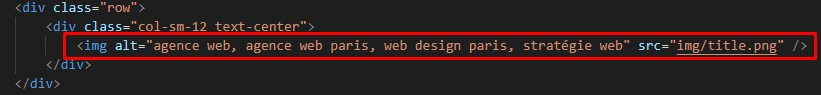 <div class="row">
<div class="col-sm-12 text-center">
<img alt="agence web, agence web paris, web design paris, stratégie web" src="img/title.png" />
</div>
</div>